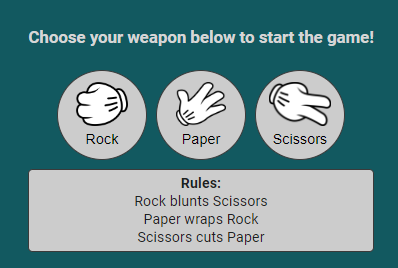 Choose your weapon below to start the game!
Rock Paper Scissors
Rules:
Rock blunts Scissors
Paper wraps Rock
Scissors cuts Paper